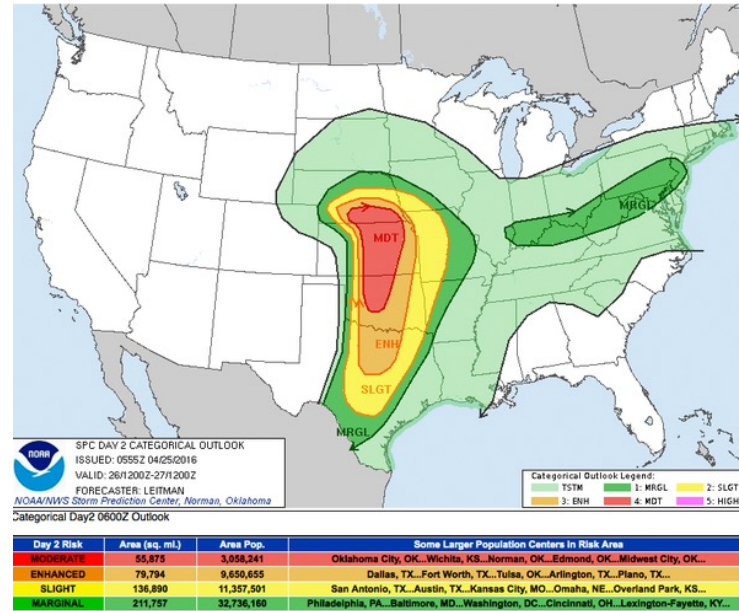 MDT
ENH
SLGT
MRGL
MRGL
NOAA
SPC DAY 2 CATEGORICAL OUTLOOK
ISSUED: 0555Z 04/25/2016
VALID: 26/1200Z-27/1200Z
FORECASTER: LEITMAN
NOAA/NWS Storm Prediction Center, Norman, Oklahoma
Categorical Outlook Legend:
TSTM 1: MRGL 2: SLGT
3: ENH 4: MDT 5: HIGH
Categorical Day2 0600Z Outlook
Day 2 Risk Area (sq. mi.) Area Pop. Some Larger Population Centers in Risk Area
MODERATE 55,875 3,058,241 Oklahoma City, OK...Wichita, KS...Norman, OK...Edmond, OK...Midwest City, OK...
ENHANCED 79,794 9,650,655 Dallas, TX...Fort Worth, TX...Tulsa, OK...Arlington, TX...Plano, TX...
SLIGHT 136,890 11,357,501 San Antonio, TX...Austin, TX...Kansas City, MO...Omaha, NE...Overland Park, KS...
MARGINAL 211,757 32,736,160 Philadelphia, PA...Baltimore, MD...Washington, DC...Cincinnati, OH...Lexington-Fayette, KY...